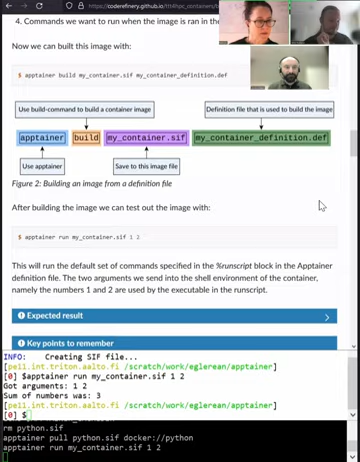 https://coderefinery.github.io/ttt4hpc_containers/b
4. Commands we want to run when the image is ran in the
Now we can built this image with:
$ apptainer build my_container.sif my_container_definition.def
Use build-command to build a container image
Definition file that is used to build the image
apptainer build my_container.sif my_container_definition.def
Use apptainer
Save to this image file
Figure 2: Building an image from a definition file
After building the image we can test out the image with:
$ apptainer run my_container.sif 1 2
This will run the default set of commands specified in the %runscript block in the Apptainer
definition file. The two arguments we send into the shell environment of the container,
namely the numbers 1 and 2 are used by the executable in the runscript.
Expected result
Key points to remember
INFO:    Creating SIF file...
[pel1.int.triton.aalto.fi /scratch/work/eglerean/apptainer]
[0] $apptainer run my_container.sif 1 2
Got arguments: 1 2
Sum of numbers was: 3
[pel1.int.triton.aalto.fi /scratch/work/eglerean/apptainer]
[0] $
rm python.sif
apptainer pull python.sif docker://python
apptainer run my_container.sif 1 2